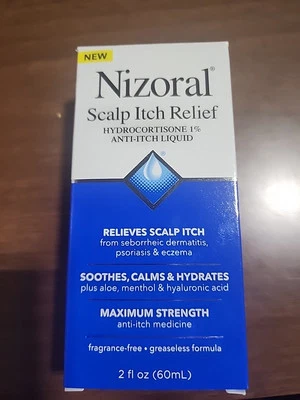 NEW
Nizoral®
Scalp Itch Relief
HYDROCORTISONE 1%
ANTI-ITCH LIQUID
®
RELIEVES SCALP ITCH
from seborrheic dermatitis,
psoriasis & eczema
SOOTHES, CALMS & HYDRATES
plus aloe, menthol & hyaluronic acid
MAXIMUM STRENGTH
anti-itch medicine
fragrance-free • greaseless formula
2 fl oz (60mL)